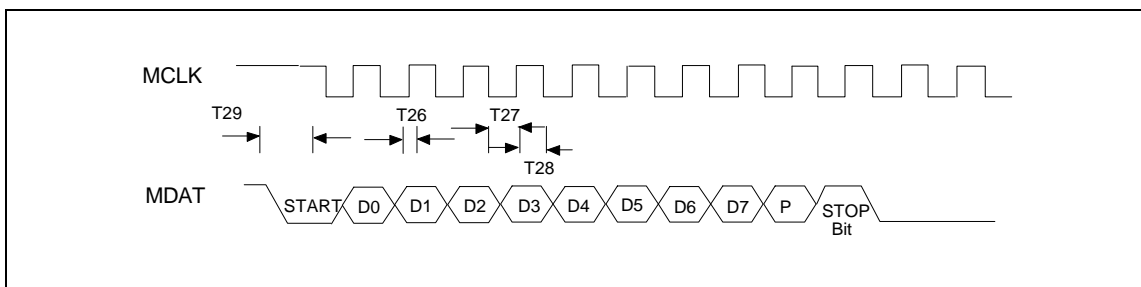 MCLK
T29
T26
T27
T28
MDAT
START D0 D1 D2 D3 D4 D5 D6 D7 P STOP
Bit